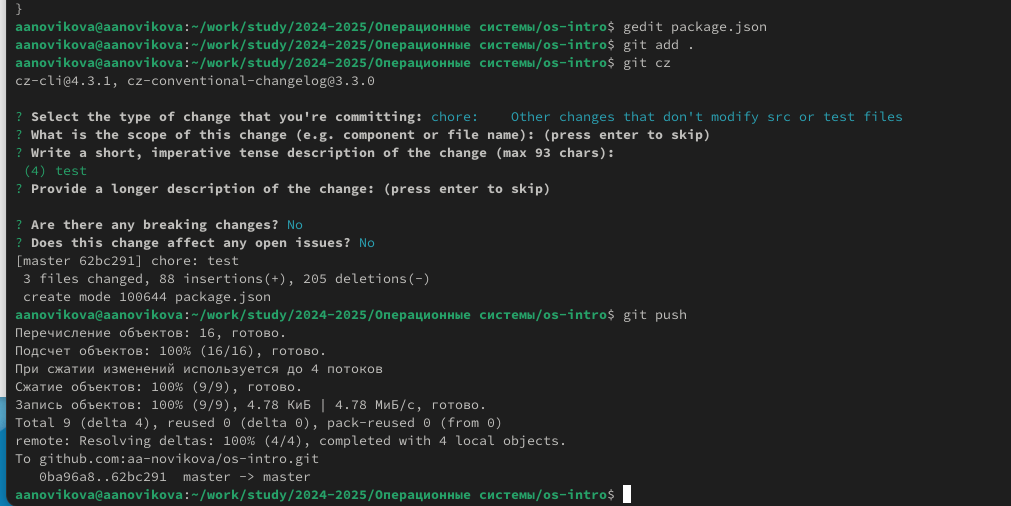 }
aanovikova@aanovikova:~/work/study/2024-2025/Операционные системы/os-intro$ gedit package.json
aanovikova@aanovikova:~/work/study/2024-2025/Операционные системы/os-intro$ git add .
aanovikova@aanovikova:~/work/study/2024-2025/Операционные системы/os-intro$ git cz
cz-cli@4.3.1, cz-conventional-changelog@3.3.0
? Select the type of change that you're committing: chore:    Other changes that don't modify src or test files
? What is the scope of this change (e.g. component or file name): (press enter to skip)
? Write a short, imperative tense description of the change (max 93 chars):
 (4) test
? Provide a longer description of the change: (press enter to skip)
? Are there any breaking changes? No
? Does this change affect any open issues? No
[master 62bc291] chore: test
 3 files changed, 88 insertions(+), 205 deletions(-)
 create mode 100644 package.json
aanovikova@aanovikova:~/work/study/2024-2025/Операционные системы/os-intro$ git push
Перечисление объектов: 16, готово.
Подсчет объектов: 100% (16/16), готово.
При сжатии изменений используется до 4 потоков
Сжатие объектов: 100% (9/9), готово.
Запись объектов: 100% (9/9), 4.78 КиБ | 4.78 МиБ/с, готово.
Total 9 (delta 4), reused 0 (delta 0), pack-reused 0 (from 0)
remote: Resolving deltas: 100% (4/4), completed with 4 local objects.
To github.com:aa-novikova/os-intro.git
   0ba96a8..62bc291  master -> master
aanovikova@aanovikova:~/work/study/2024-2025/Операционные системы/os-intro$